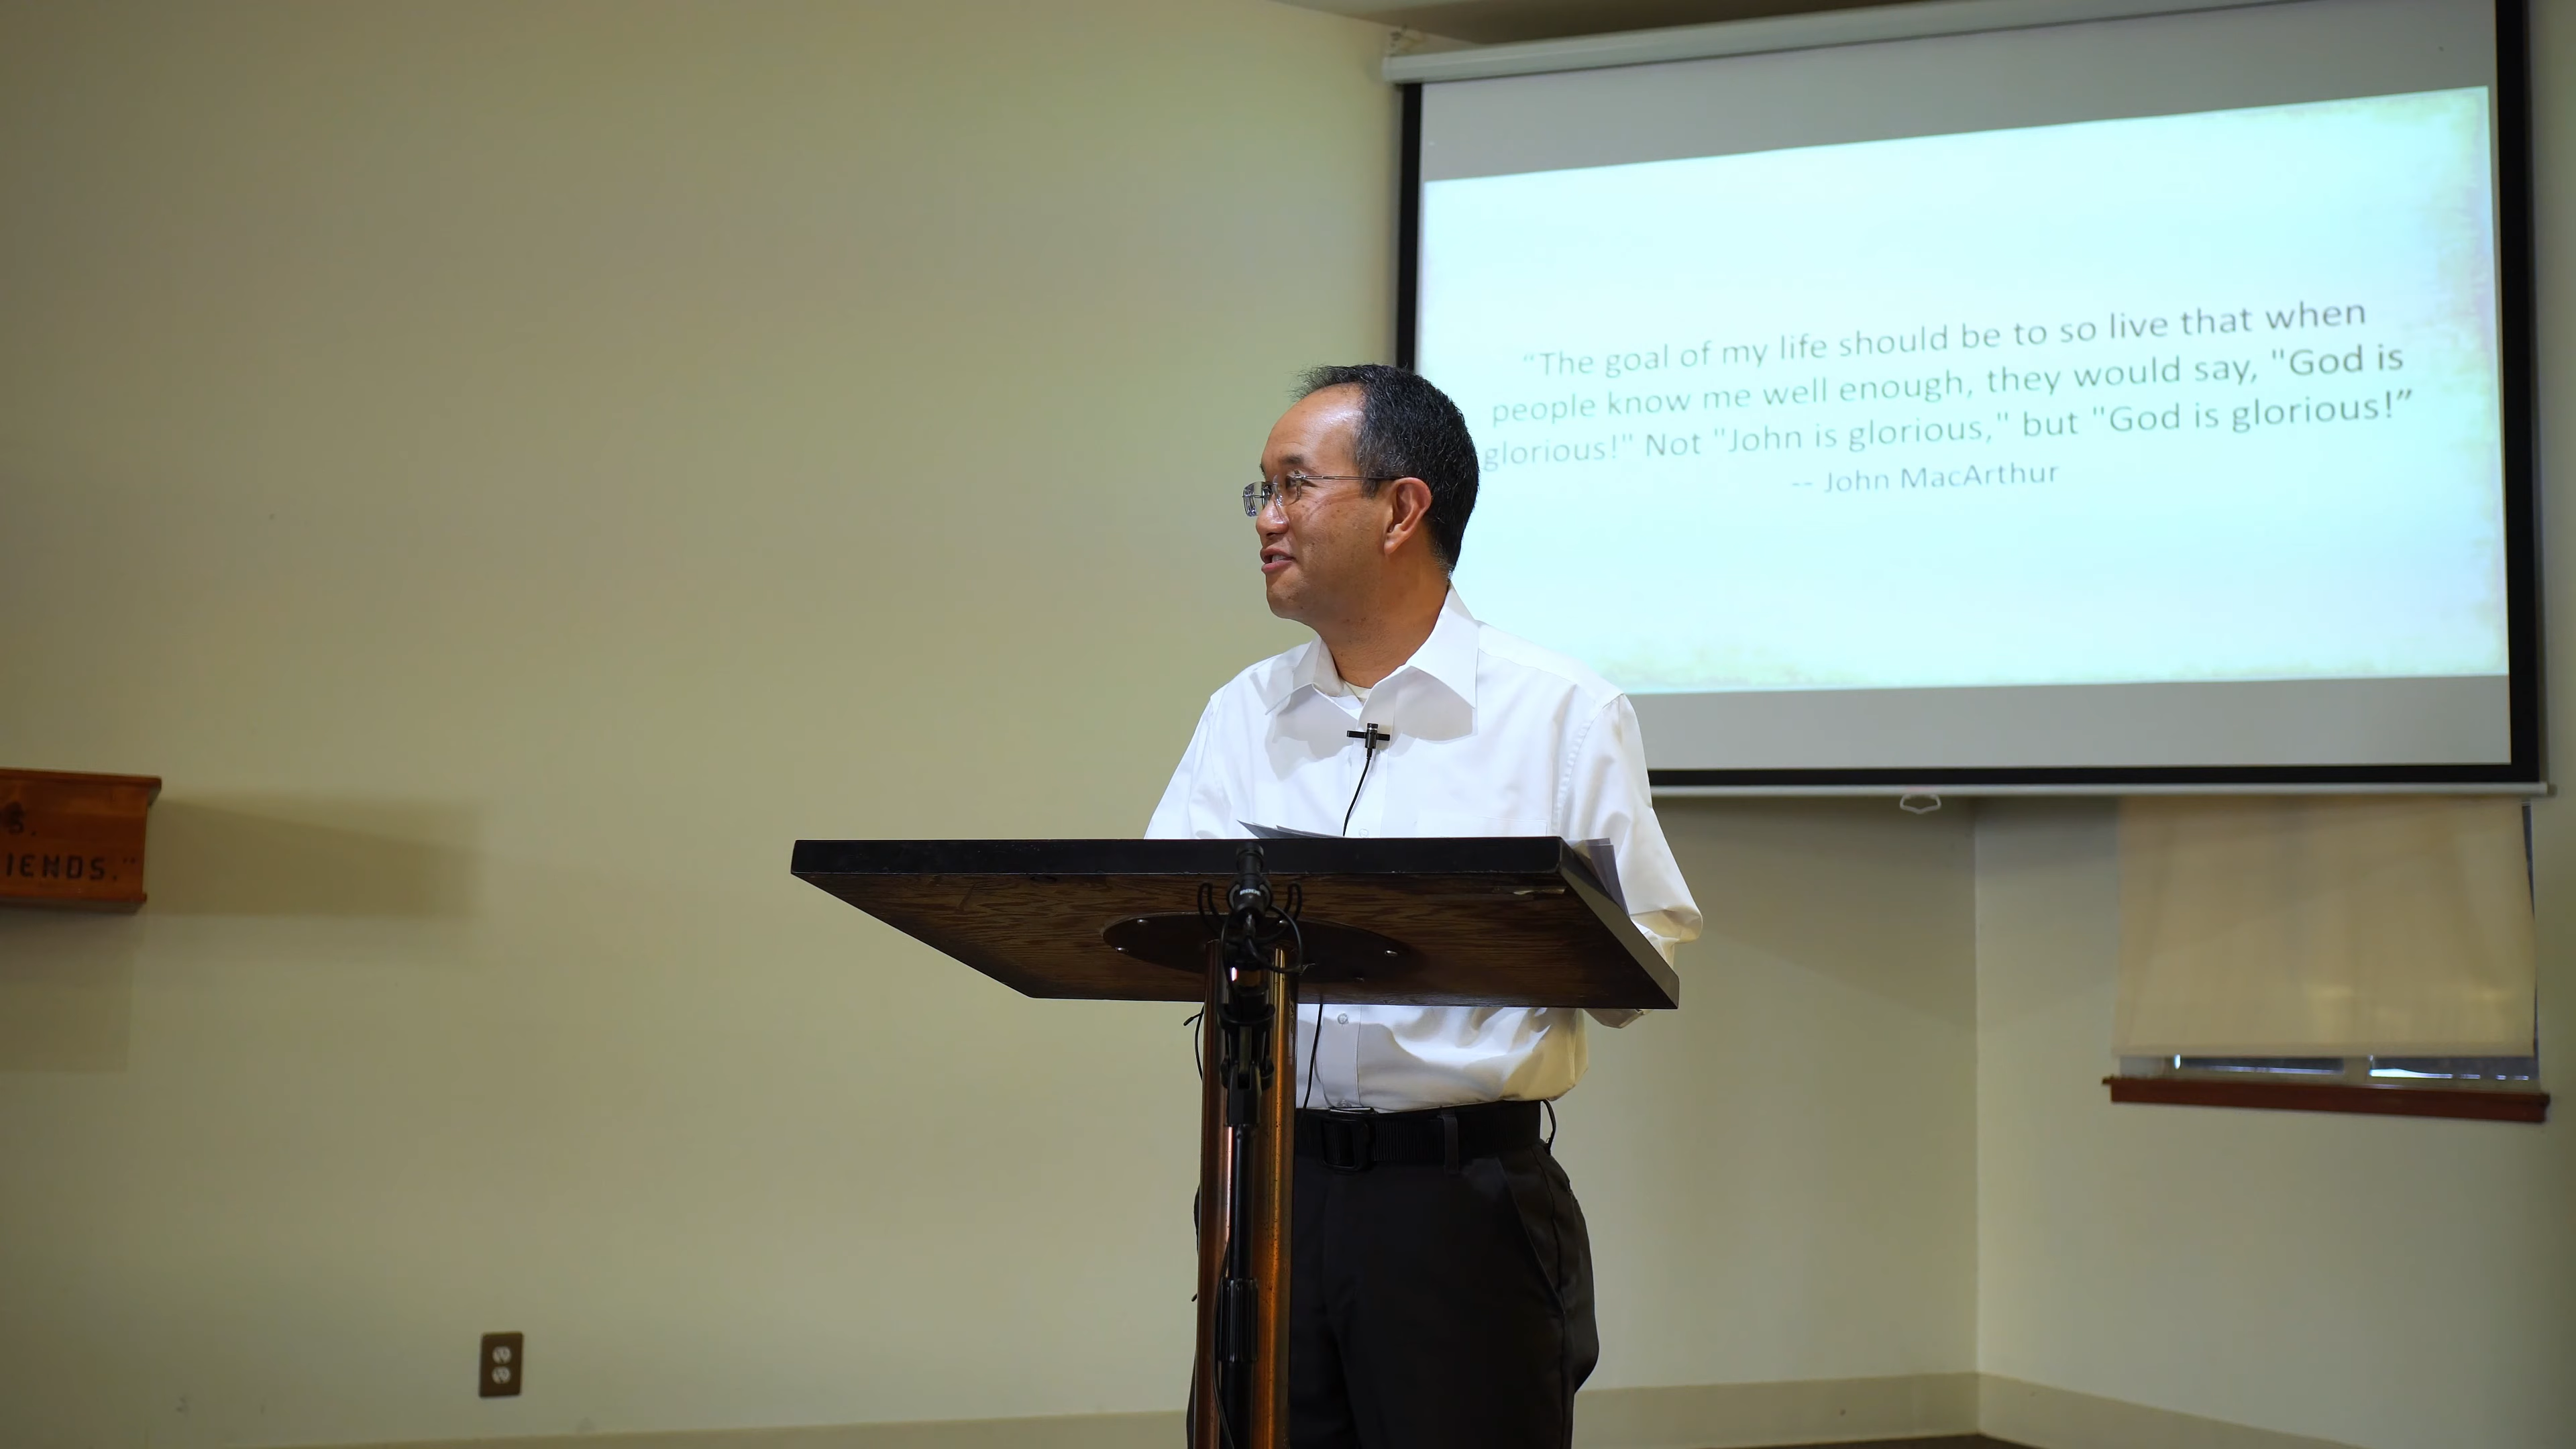 “The goal of my life should be to so live that when
people know me well enough, they would say, "God is
glorious!" Not "John is glorious," but "God is glorious!”
-- John MacArthur
S.
IENDS."